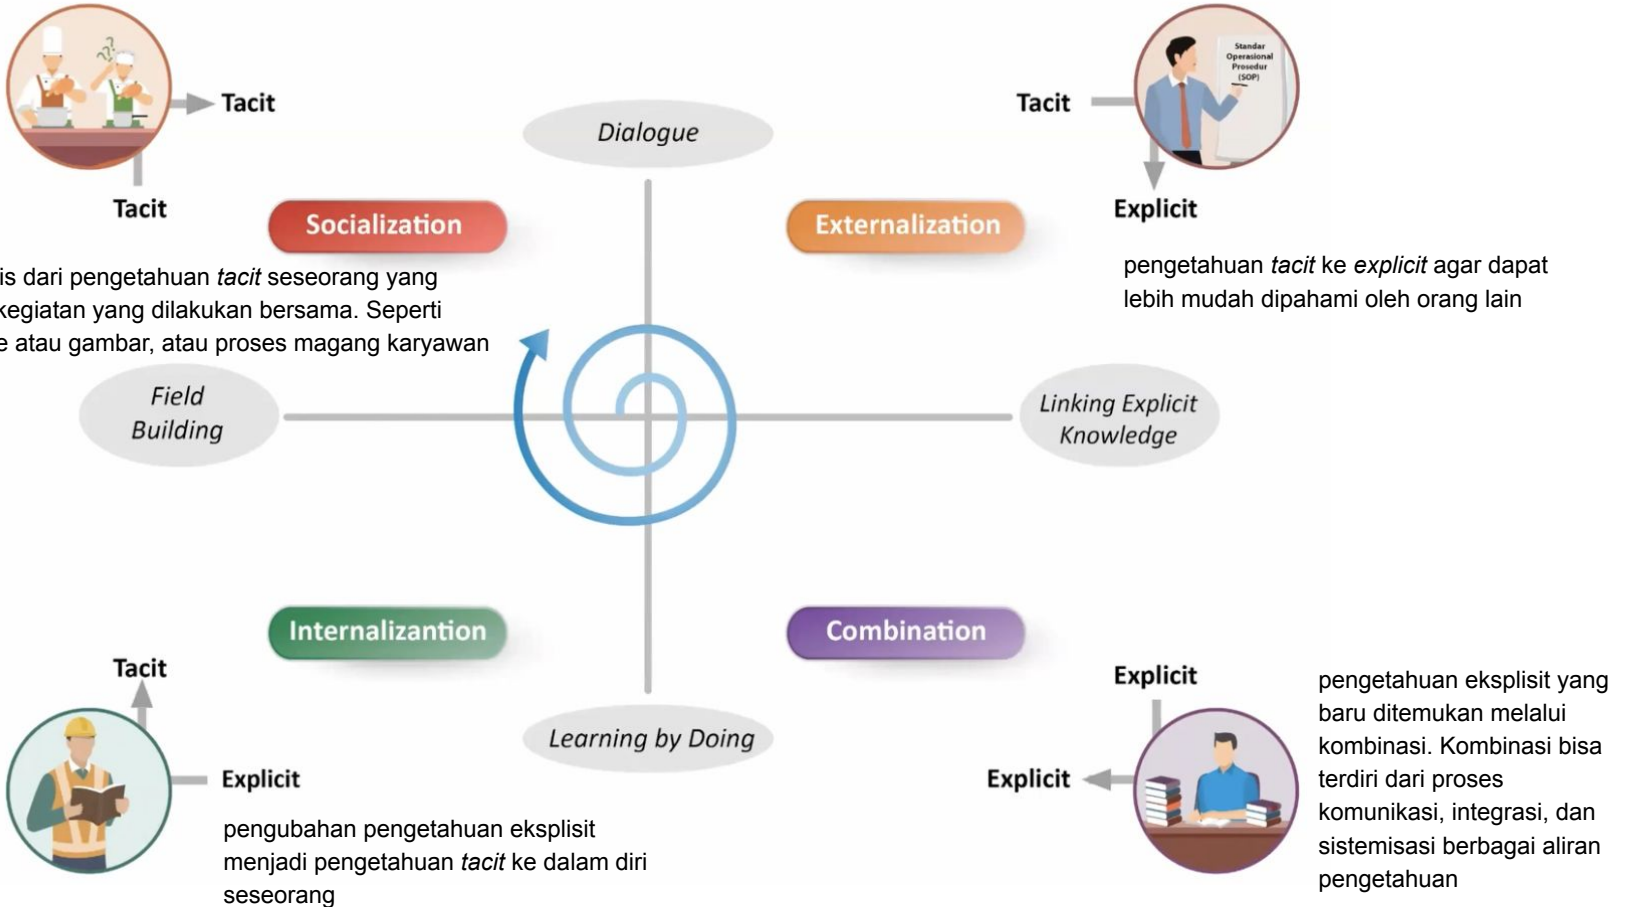 Standar
Operasional
Prosedur
(SOP)
Tacit
Tacit
Dialogue
Tacit
Explicit
Socialization
Externalization
is dari pengetahuan tacit seseorang yang
kegiatan yang dilakukan bersama. Seperti
e atau gambar, atau proses magang karyawan
pengetahuan tacit ke explicit agar dapat
lebih mudah dipahami oleh orang lain
Field
Building
Linking Explicit
Knowledge
Internalizantion
Combination
Tacit
Explicit
Learning by Doing
Explicit
Explicit
pengubahan pengetahuan eksplisit
menjadi pengetahuan tacit ke dalam diri
seseorang
pengetahuan eksplisit yang
baru ditemukan melalui
kombinasi. Kombinasi bisa
terdiri dari proses
komunikasi, integrasi, dan
sistemisasi berbagai aliran
pengetahuan